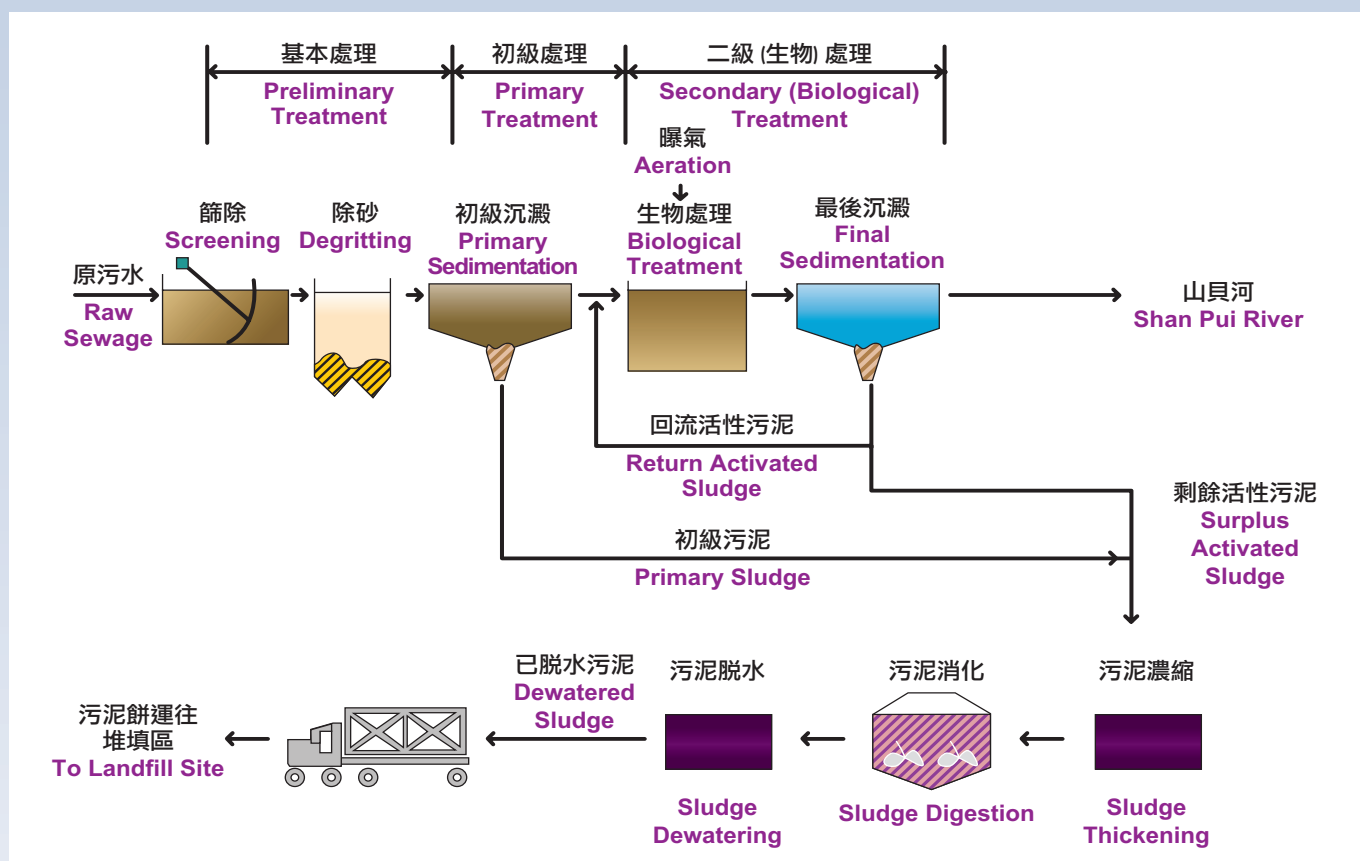 基本處理
Preliminary
Treatment
初級處理
Primary
Treatment
二級 (生物) 處理
Secondary (Biological)
Treatment
曝氣
Aeration
原污水
Raw
Sewage
篩除
Screening
除砂
Degritting
初級沉澱
Primary
Sedimentation
生物處理
Biological
Treatment
最後沉澱
Final
Sedimentation
山貝河
Shan Pui River
回流活性污泥
Return Activated
Sludge
剩餘活性污泥
Surplus
Activated
Sludge
初級污泥
Primary Sludge
污泥餅運往
堆填區
To Landfill Site
已脱水污泥
Dewatered
Sludge
污泥脱水
Sludge
Dewatering
污泥消化
Sludge Digestion
污泥濃縮
Sludge
Thickening